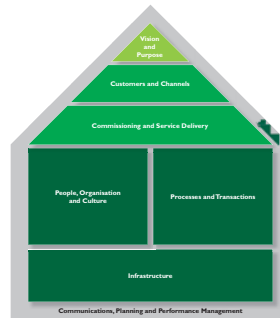 Vision
and
Purpose
Customers and Channels
Commissioning and Service Delivery
People, Organisation
and Culture
Processes and Transactions
Infrastructure
Communications, Planning and Performance Management